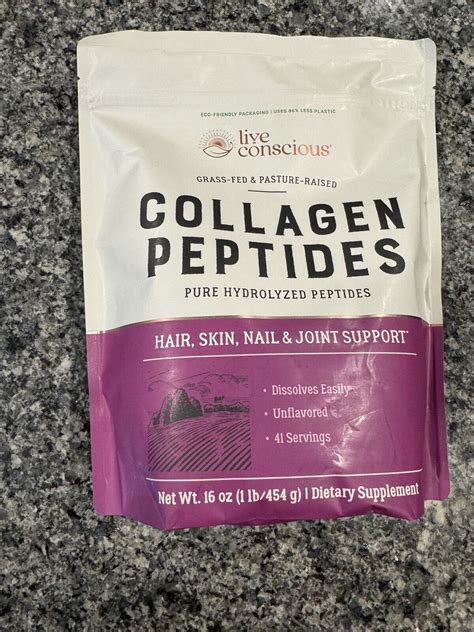 ECO-FRIENDLY PACKAGING | USES 86% LESS PLASTIC
live
conscious®
GRASS-FED & PASTURE-RAISED
COLLAGEN
PEPTIDES
PURE HYDROLYZED PEPTIDES
HAIR, SKIN, NAIL & JOINT SUPPORT*
• Dissolves Easily
• Unflavored
• 41 Servings
Net Wt. 16 oz (1 lb/454 g) | Dietary Supplement